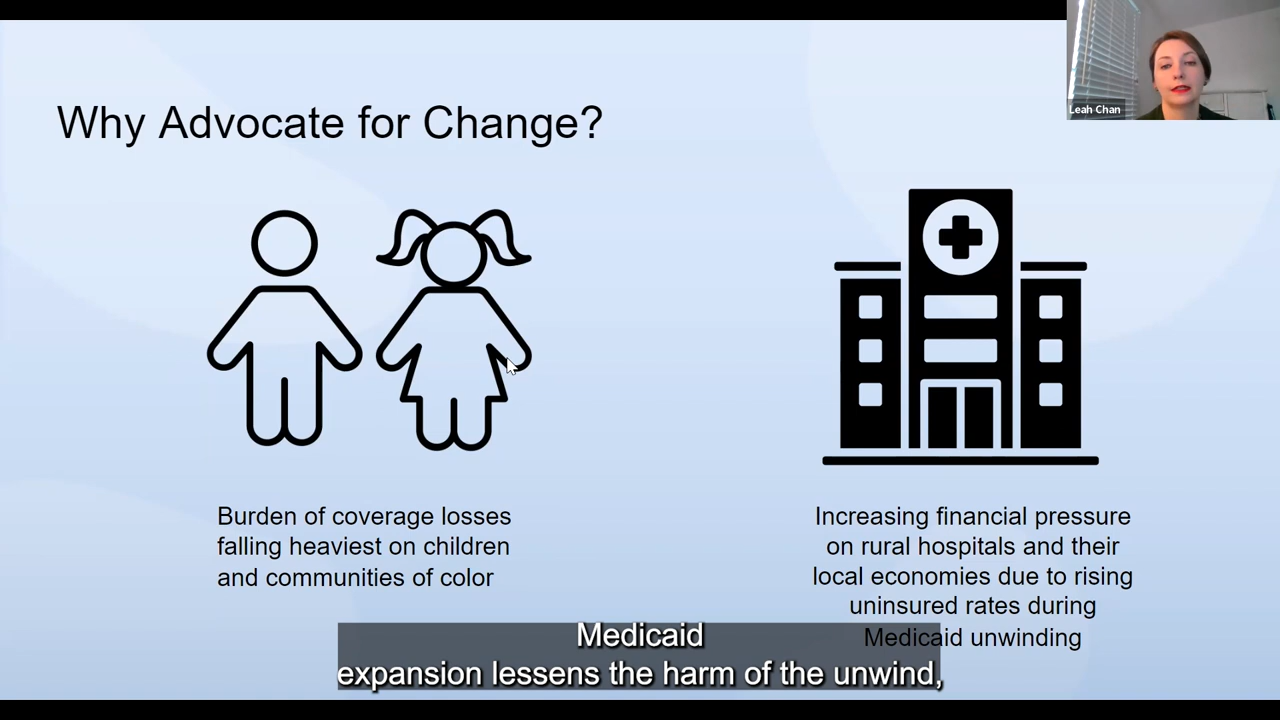 Leah Chan
Why Advocate for Change?
Burden of coverage losses
falling heaviest on children
and communities of color
Increasing financial pressure
on rural hospitals and their
local economies due to rising
uninsured rates during
Medicaid unwinding
Medicaid
expansion lessens the harm of the unwind,